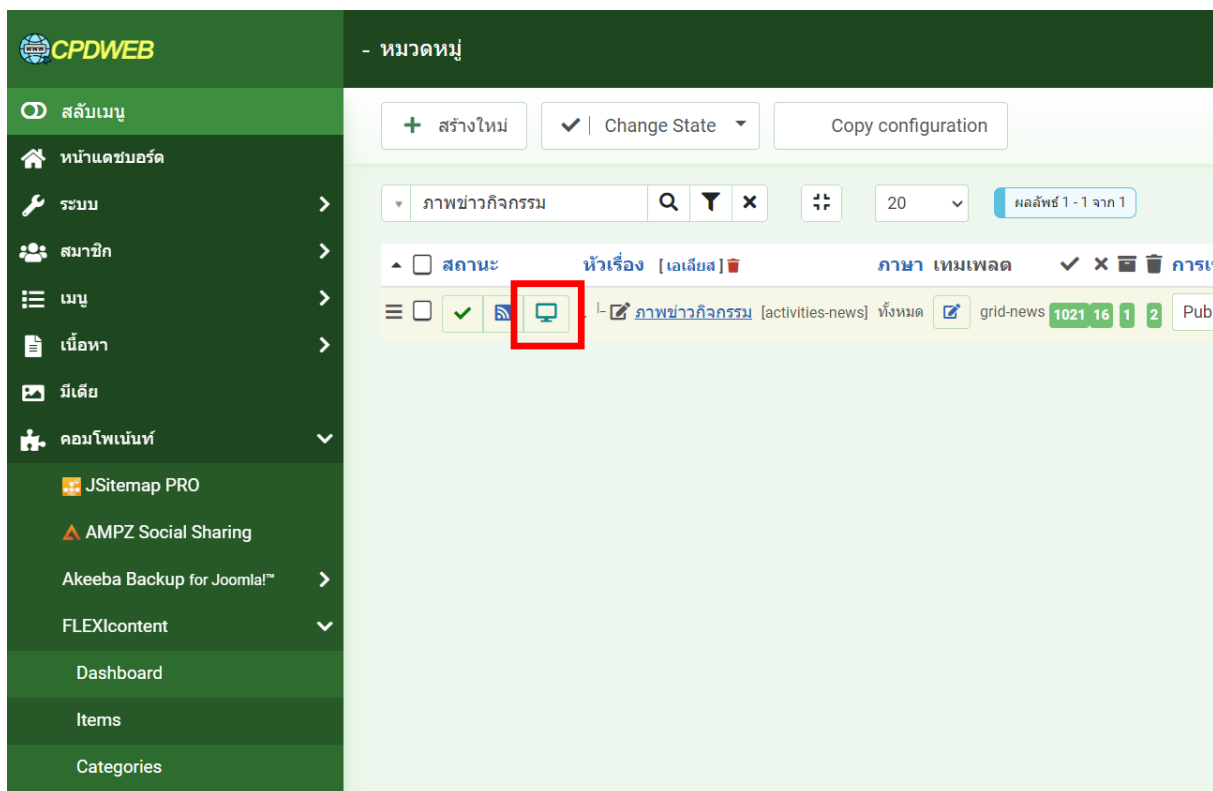 CPDWEB
- หมวดหมู่
สลับเมนู
สร้างใหม่
Change State
Copy configuration
หน้าแดชบอร์ด
ระบบ
ภาพข่าวกิจกรรม
20
ผลลัพธ์ 1 - 1 จาก 1
สมาชิก
สถานะ
หัวเรื่อง [เอเลียส]
ภาษา
เทมเพลต
เมนู
ภาพข่าวกิจกรรม [activities-news]
ทั้งหมด
grid-news
1021 16 1 2
Pub
เนื้อหา
มีเดีย
คอมโพเน้นท์
JSitemap PRO
AMPZ Social Sharing
Akeeba Backup for Joomla!™
FLEXIcontent
Dashboard
Items
Categories